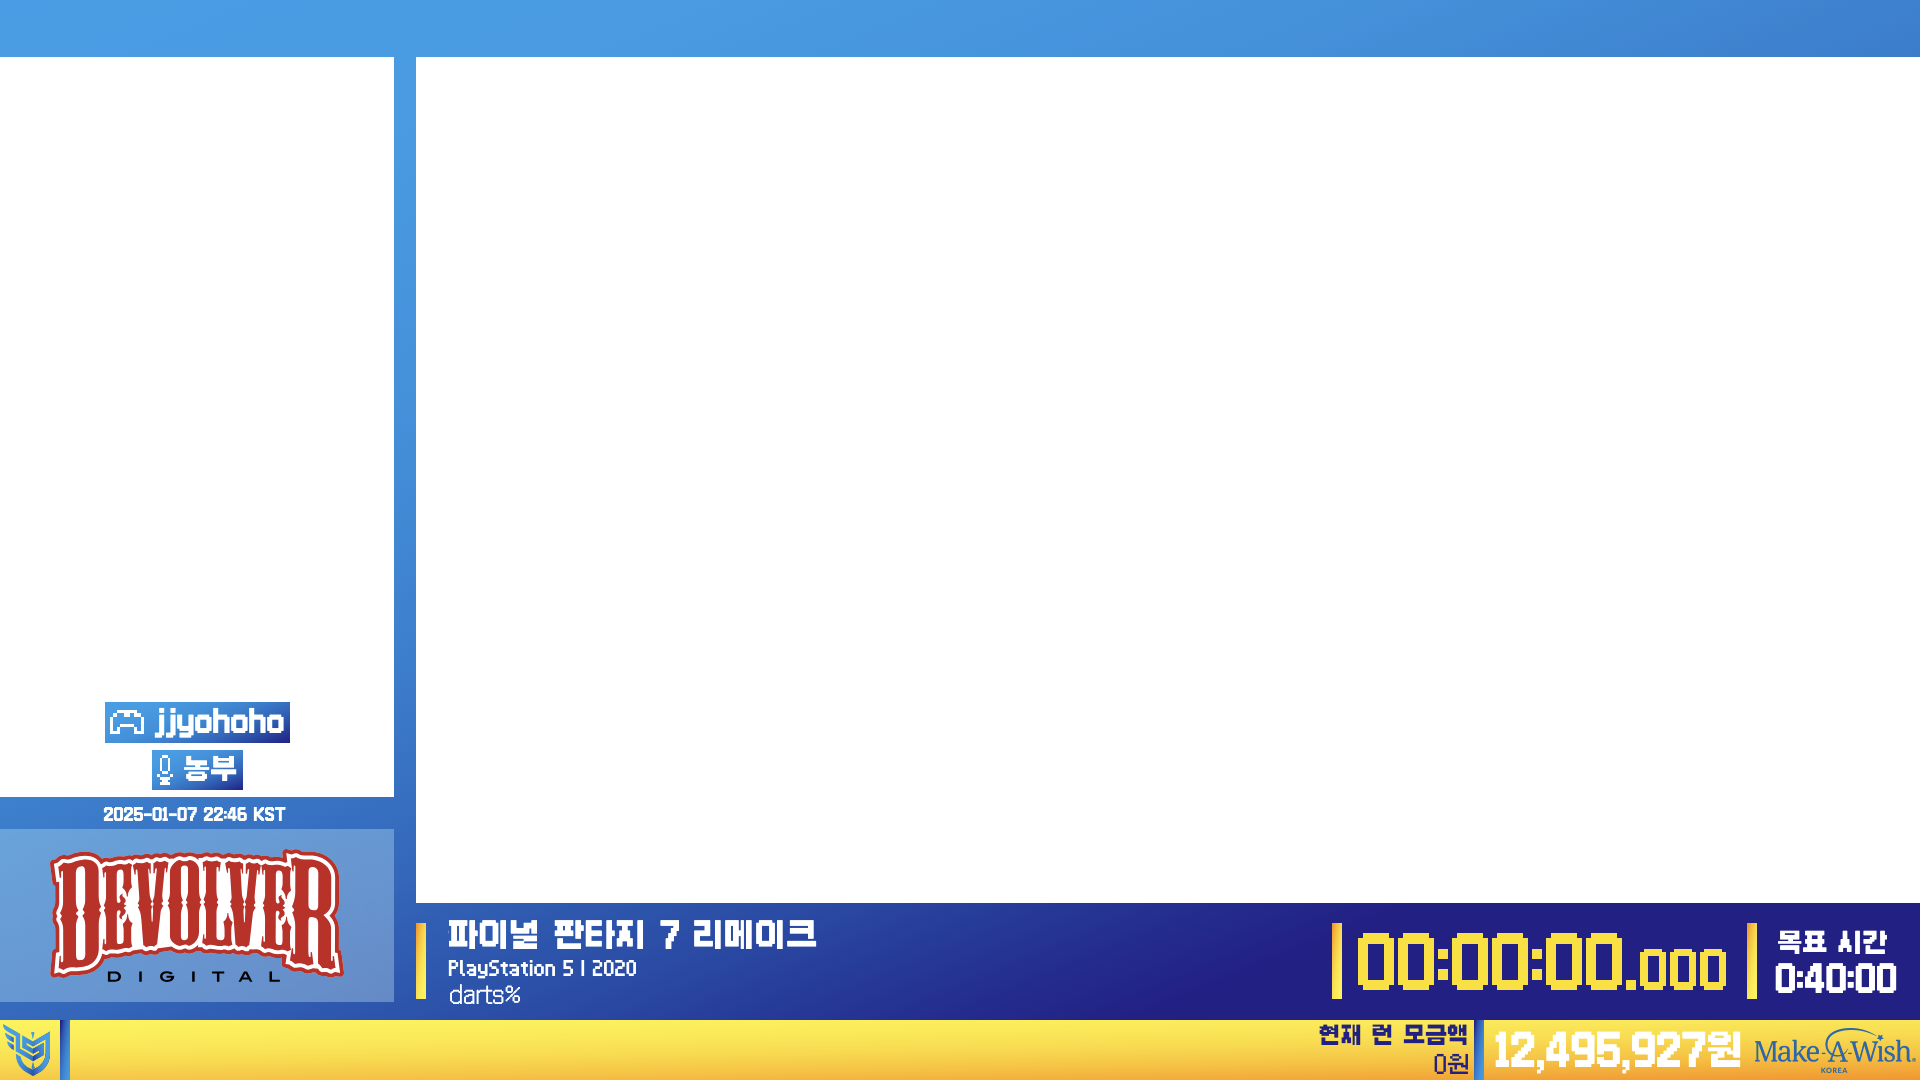 jjyohoho
농부
2025-01-07 22:46 KST
DEVOLVER
DIGITAL
파이널 판타지 7 리메이크
PlayStation 5 | 2020
darts%
00:00:00.000
목표 시간
0:40:00
현재 런 모금액
0원
12,495,927원
Make-A-Wish®
KOREA